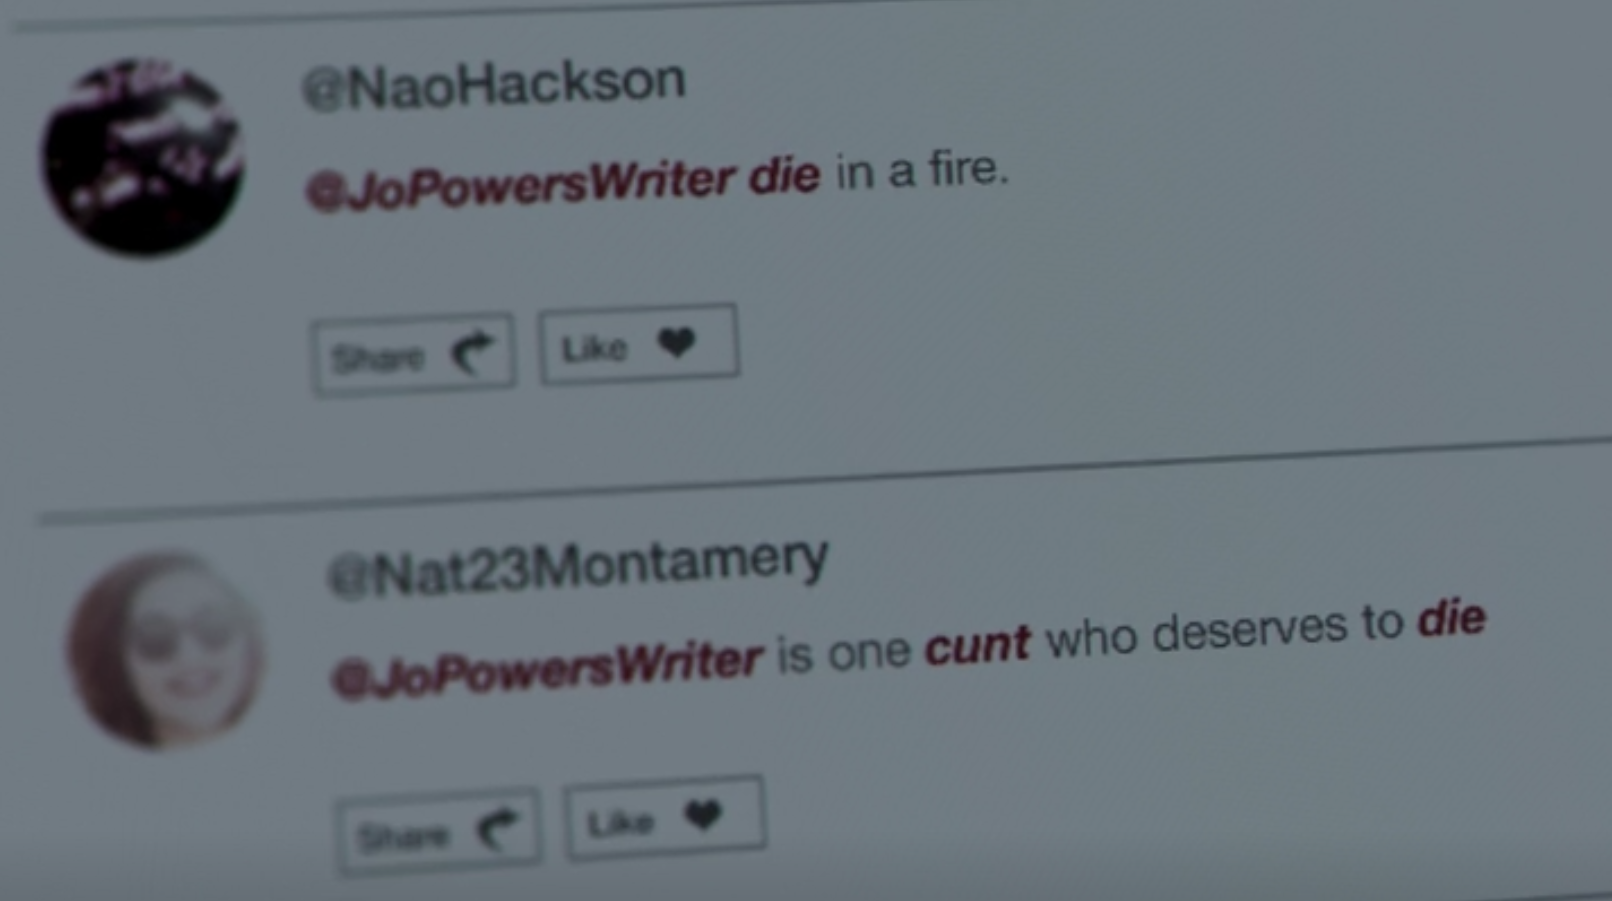 @NaoHackson
@JoPowersWriter die in a fire.
Share
Like
@Nat23Montamery
@JoPowersWriter is one cunt who deserves to die
Share
Like